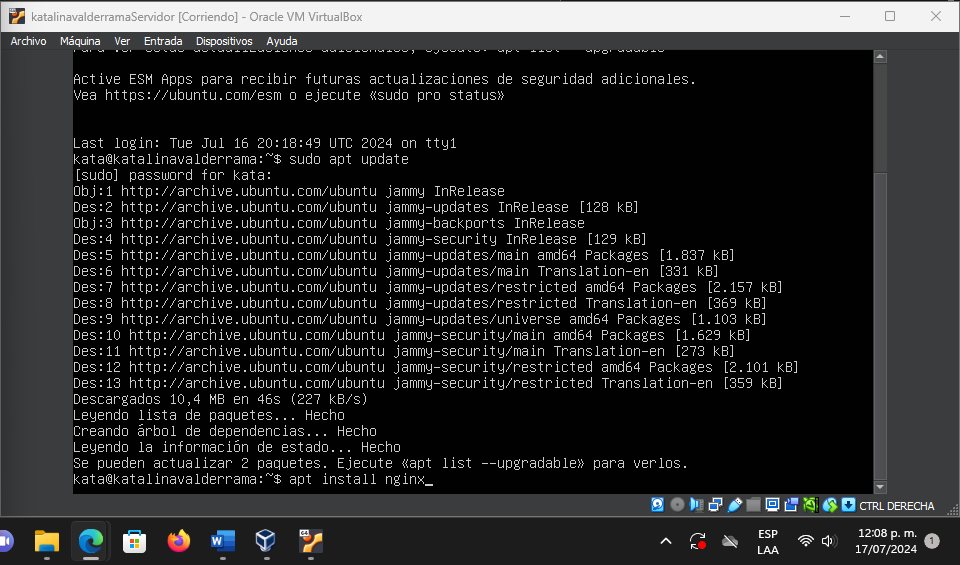 katalinavalderramaServidor [Corriendo] - Oracle VM VirtualBox
Archivo Máquina Ver Entrada Dispositivos Ayuda
Active ESM Apps para recibir futuras actualizaciones de seguridad adicionales.
Vea https://ubuntu.com/esm o ejecute «sudo pro status»
Last login: Tue Jul 16 20:18:49 UTC 2024 on tty1
kata@katalinavalderrama:~$ sudo apt update
[sudo] password for kata:
Obj:1 http://archive.ubuntu.com/ubuntu jammy InRelease
Des:2 http://archive.ubuntu.com/ubuntu jammy-updates InRelease [128 kB]
Obj:3 http://archive.ubuntu.com/ubuntu jammy-backports InRelease
Des:4 http://archive.ubuntu.com/ubuntu jammy-security InRelease [129 kB]
Des:5 http://archive.ubuntu.com/ubuntu jammy-updates/main amd64 Packages [1.837 kB]
Des:6 http://archive.ubuntu.com/ubuntu jammy-updates/main Translation-en [331 kB]
Des:7 http://archive.ubuntu.com/ubuntu jammy-updates/restricted amd64 Packages [2.157 kB]
Des:8 http://archive.ubuntu.com/ubuntu jammy-updates/restricted Translation-en [369 kB]
Des:9 http://archive.ubuntu.com/ubuntu jammy-updates/universe amd64 Packages [1.103 kB]
Des:10 http://archive.ubuntu.com/ubuntu jammy-security/main amd64 Packages [1.629 kB]
Des:11 http://archive.ubuntu.com/ubuntu jammy-security/main Translation-en [273 kB]
Des:12 http://archive.ubuntu.com/ubuntu jammy-security/restricted amd64 Packages [2.101 kB]
Des:13 http://archive.ubuntu.com/ubuntu jammy-security/restricted Translation-en [359 kB]
Descargados 10,4 MB en 46s (227 kB/s)
Leyendo lista de paquetes... Hecho
Creando árbol de dependencias... Hecho
Leyendo la información de estado... Hecho
Se pueden actualizar 2 paquetes. Ejecute «apt list --upgradable» para verlos.
kata@katalinavalderrama:~$ apt install nginx_
CTRL DERECHA
ESP
LAA
12:08 p. m.
17/07/2024
1